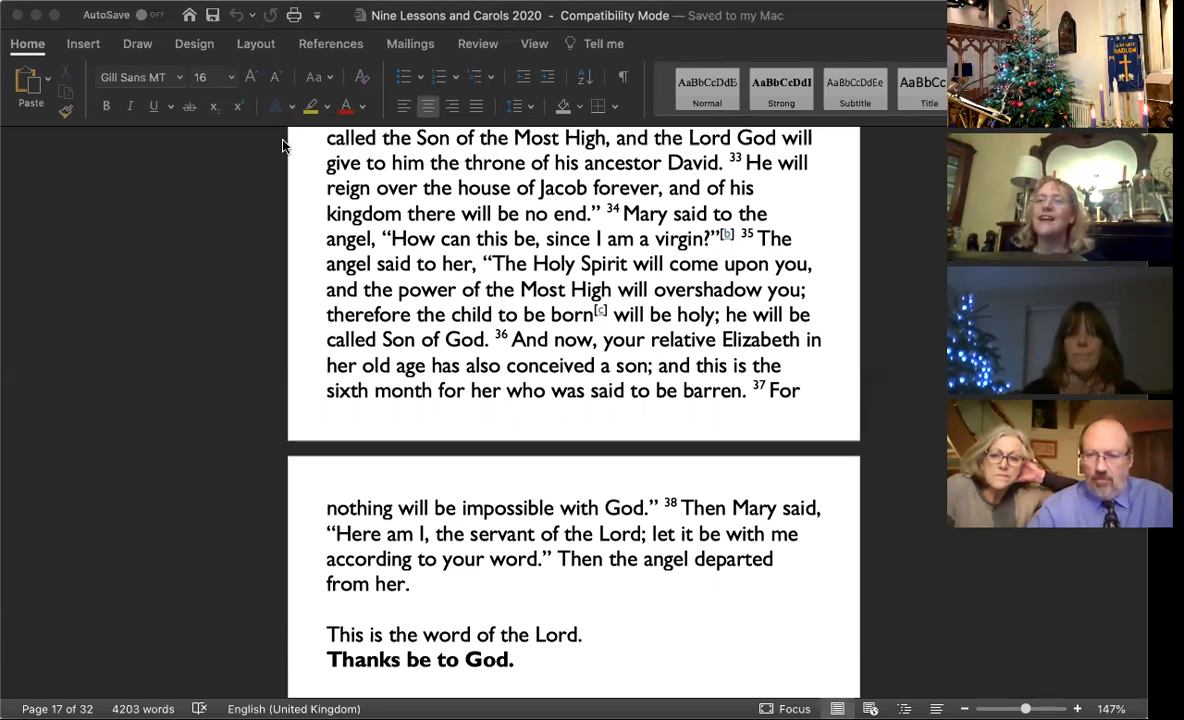 AutoSave OFF
Nine Lessons and Carols 2020 - Compatibility Mode — Saved to my Mac
Home Insert Draw Design Layout References Mailings Review View Tell me
Paste
Gill Sans MT 16
AaBbCcDdE AaBbCcDdI AaBbCcDdEe AaBbCc
Normal Strong Subtitle Title
called the Son of the Most High, and the Lord God will
give to him the throne of his ancestor David. ³³ He will
reign over the house of Jacob forever, and of his
kingdom there will be no end.” ³⁴ Mary said to the
angel, “How can this be, since I am a virgin?”[b] ³⁵ The
angel said to her, “The Holy Spirit will come upon you,
and the power of the Most High will overshadow you;
therefore the child to be born[c] will be holy; he will be
called Son of God. ³⁶ And now, your relative Elizabeth in
her old age has also conceived a son; and this is the
sixth month for her who was said to be barren. ³⁷ For
nothing will be impossible with God.” ³⁸ Then Mary said,
“Here am I, the servant of the Lord; let it be with me
according to your word.” Then the angel departed
from her.
This is the word of the Lord.
Thanks be to God.
Page 17 of 32 4203 words English (United Kingdom) Focus 147%